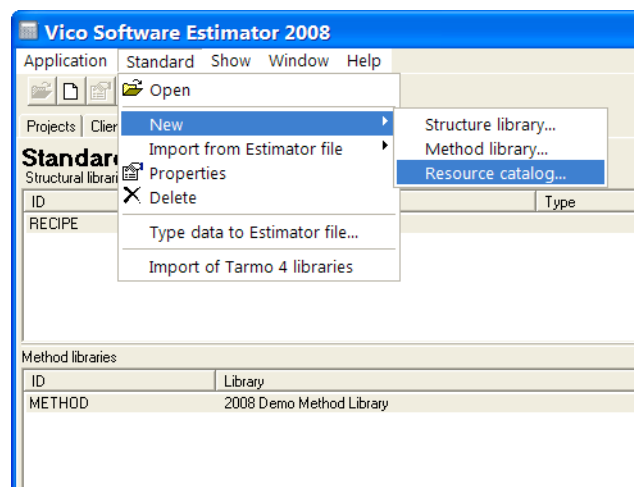 Vico Software Estimator 2008
Application Standard Show Window Help
Open
Projects Clien New Structure library...
Standar Import from Estimator file Method library...
Structural librari Properties Resource catalog...
ID Delete Type
RECIPE Type data to Estimator file...
Import of Tarmo 4 libraries
Method libraries
ID Library
METHOD 2008 Demo Method Library